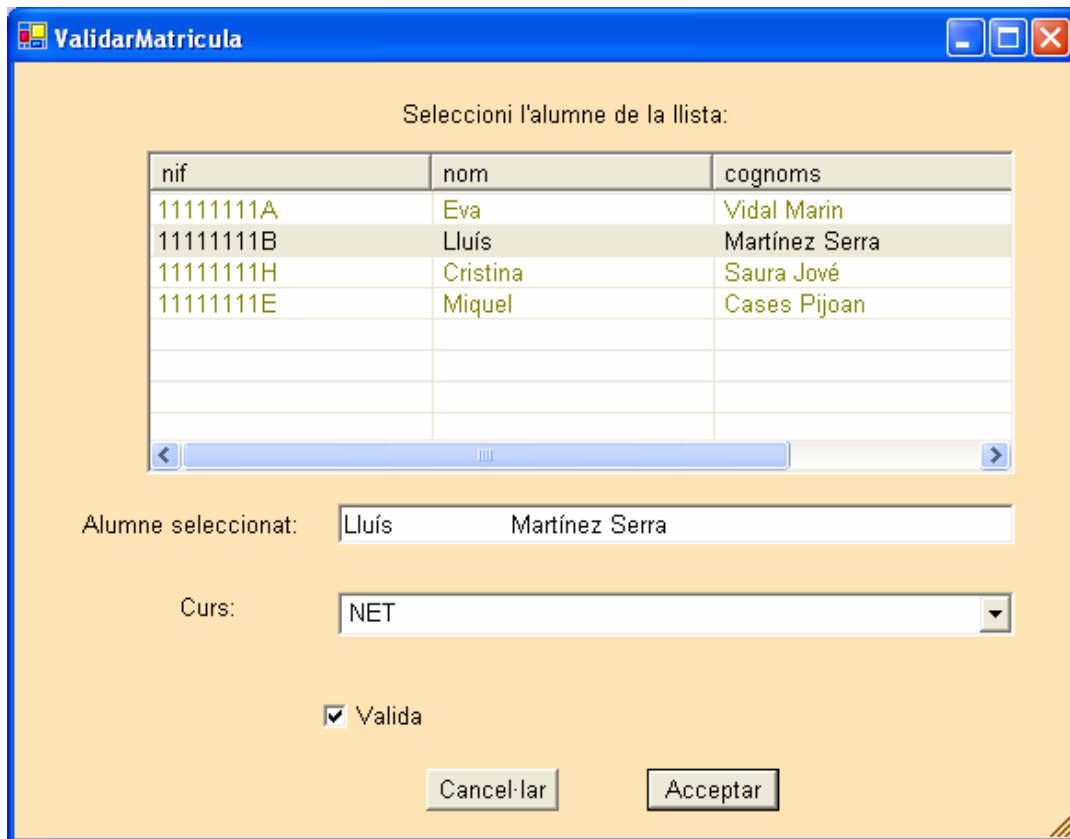 ValidarMatricula
Seleccioni l'alumne de la llista:
nif nom cognoms
11111111A Eva Vidal Marin
11111111B Lluís Martínez Serra
11111111H Cristina Saura Jové
11111111E Miquel Cases Pijoan
Alumne seleccionat: Lluís Martínez Serra
Curs: NET
Valida
Cancel·lar Acceptar